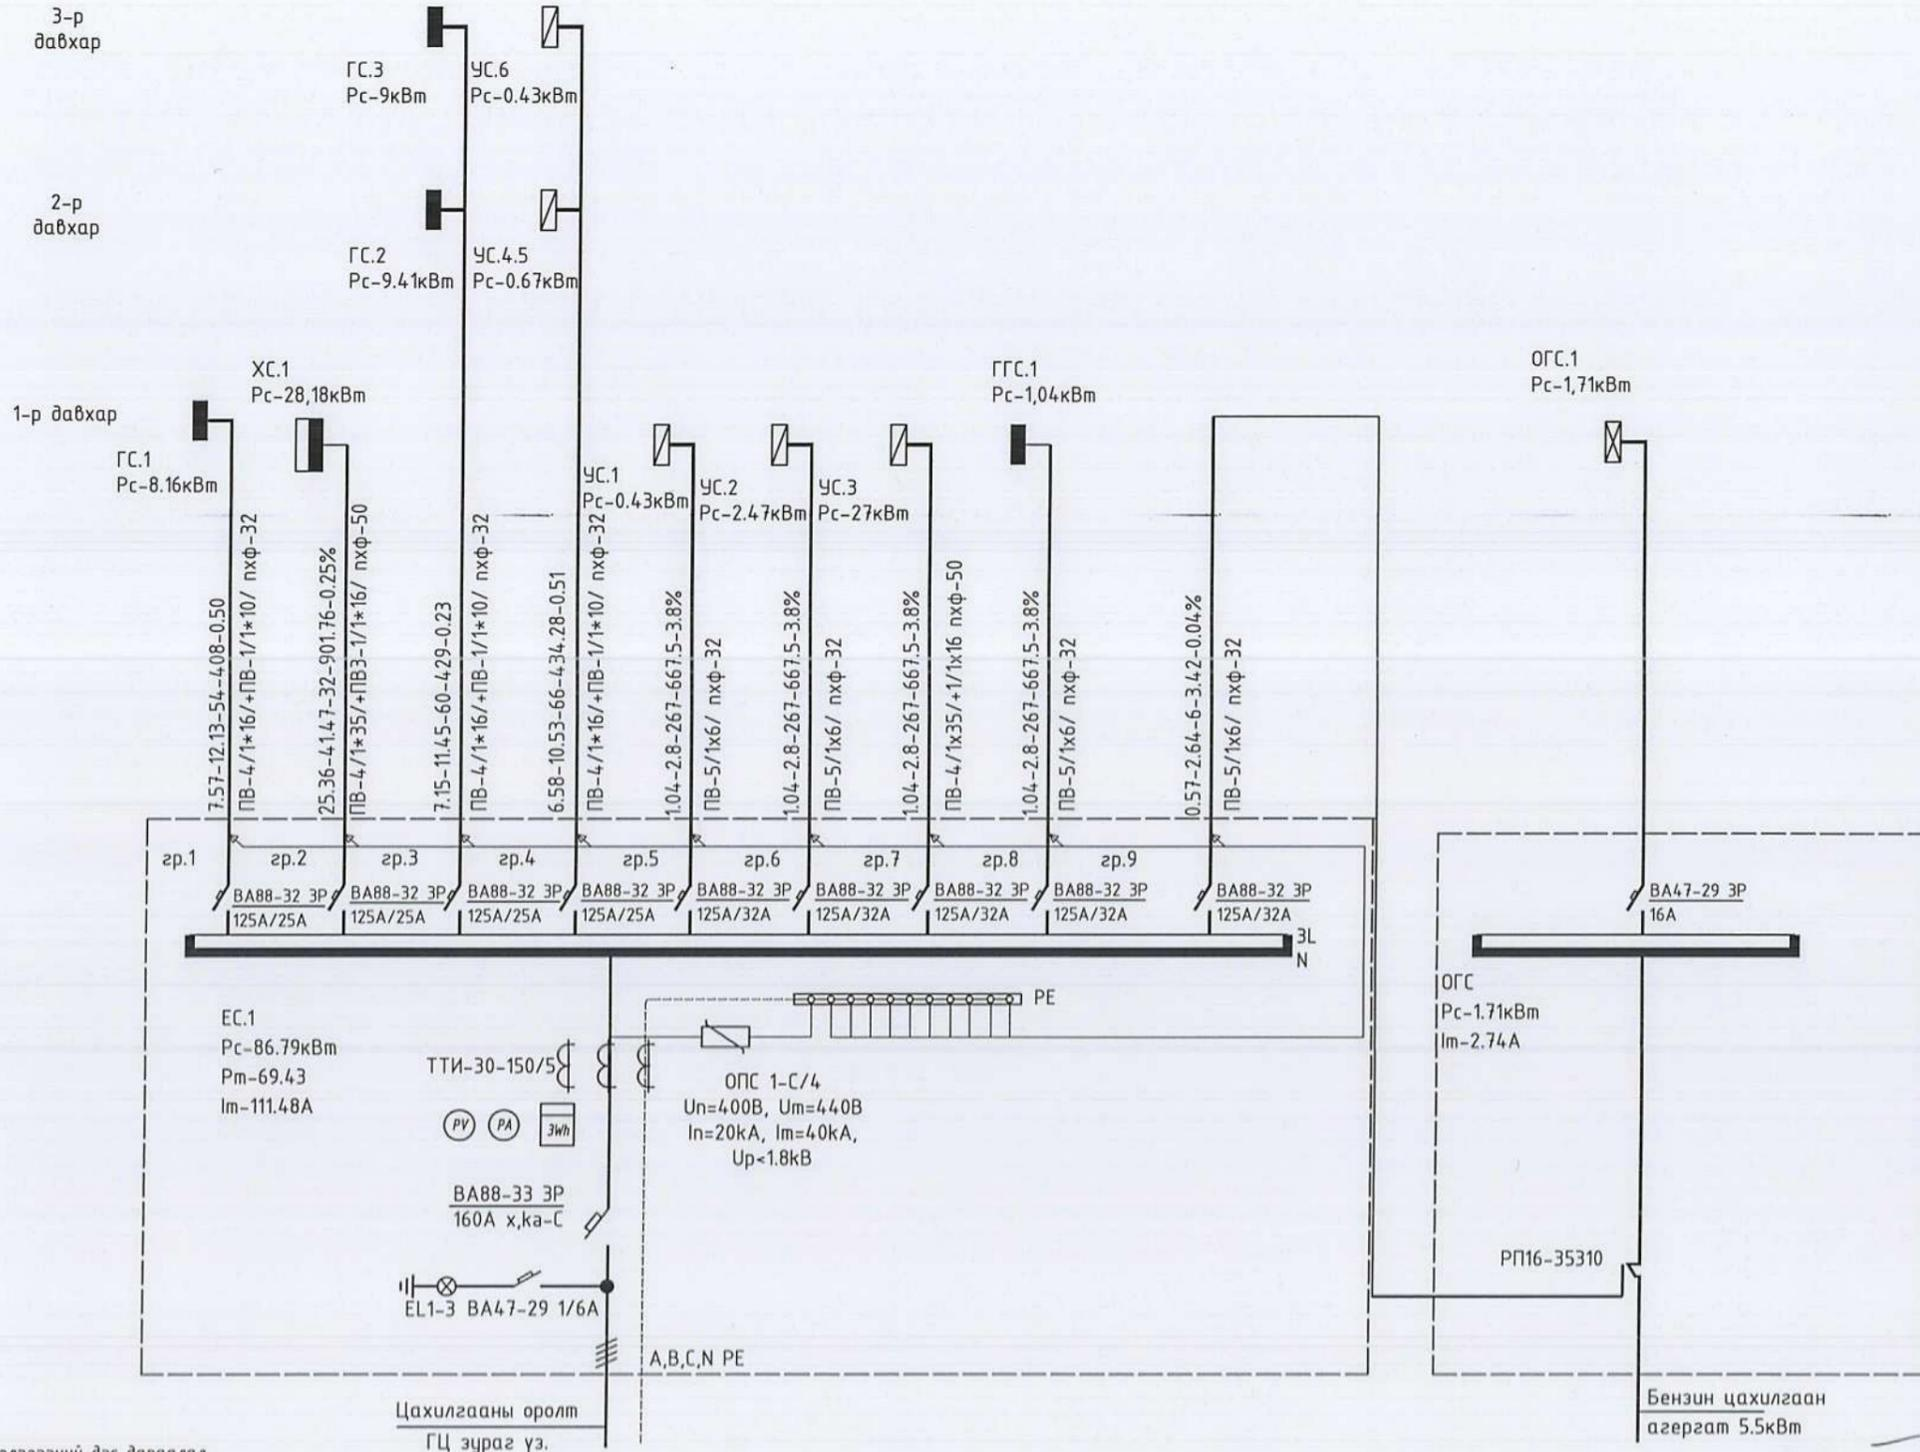 3-р
давхар
ГС.3
Рс-9кВт
УС.6
Рс-0.43кВт
2-р
давхар
ГС.2
Рс-9.41кВт
УС.4.5
Рс-0.67кВт
1-р давхар
ГС.1
Рс-8.16кВт
ХС.1
Рс-28,18кВт
УС.1
Рс-0.43кВт
УС.2
Рс-2.47кВт
УС.3
Рс-27кВт
ГГС.1
Рс-1,04кВт
ОГС.1
Рс-1,71кВт
7.57-12.13-54-408-0.50
ПВ-4/1*16/+ПВ-1/1*10/ пхф-32
25.36-41.47-32-901.76-0.25%
ПВ-4/1*35/+ПВ3-1/1*16/ пхф-50
7.15-11.45-60-429-0.23
ПВ-4/1*16/+ПВ-1/1*10/ пхф-32
6.58-10.53-66-434.28-0.51
ПВ-4/1*16/+ПВ-1/1*10/ пхф-32
1.04-2.8-267-667.5-3.8%
ПВ-5/1х6/ пхф-32
1.04-2.8-267-667.5-3.8%
ПВ-5/1х6/ пхф-32
1.04-2.8-267-667.5-3.8%
ПВ-4/1х35/+1/1х16 пхф-50
1.04-2.8-267-667.5-3.8%
ПВ-5/1х6/ пхф-32
0.57-2.64-6-3.42-0.04%
ПВ-5/1х6/ пхф-32
гр.1 гр.2 гр.3 гр.4 гр.5 гр.6 гр.7 гр.8 гр.9
ВА88-32 3Р
125А/25А
ВА88-32 3Р
125А/25А
ВА88-32 3Р
125А/25А
ВА88-32 3Р
125А/25А
ВА88-32 3Р
125А/32А
ВА88-32 3Р
125А/32А
ВА88-32 3Р
125А/32А
ВА88-32 3Р
125А/32А
ВА88-32 3Р
125А/32А
ВА47-29 3Р
16А
3L
N
PE
ЕС.1
Рс-86.79кВт
Рт-69.43
Iт-111.48А
ТТИ-30-150/5
PV PA 3Wh
ОПС 1-С/4
Un=400В, Um=440В
In=20kA, Im=40kA,
Up<1.8kB
ОГС
Рс-1.71кВт
Iт-2.74А
ВА88-33 3Р
160А х,ка-С
EL1-3 ВА47-29 1/6А
РП16-35310
A,B,C,N PE
Цахилгааны оролт
ГЦ зураг үз.
Бензин цахилгаан
агергат 5.5кВт